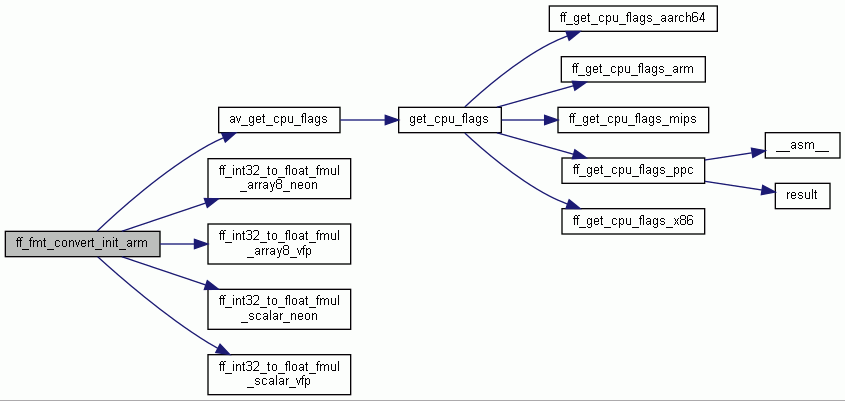 ff_get_cpu_flags_aarch64
ff_get_cpu_flags_arm
av_get_cpu_flags
get_cpu_flags
ff_get_cpu_flags_mips
__asm__
ff_int32_to_float_fmul
_array8_neon
ff_get_cpu_flags_ppc
result
ff_get_cpu_flags_x86
ff_fmt_convert_init_arm
ff_int32_to_float_fmul
_array8_vfp
ff_int32_to_float_fmul
_scalar_neon
ff_int32_to_float_fmul
_scalar_vfp